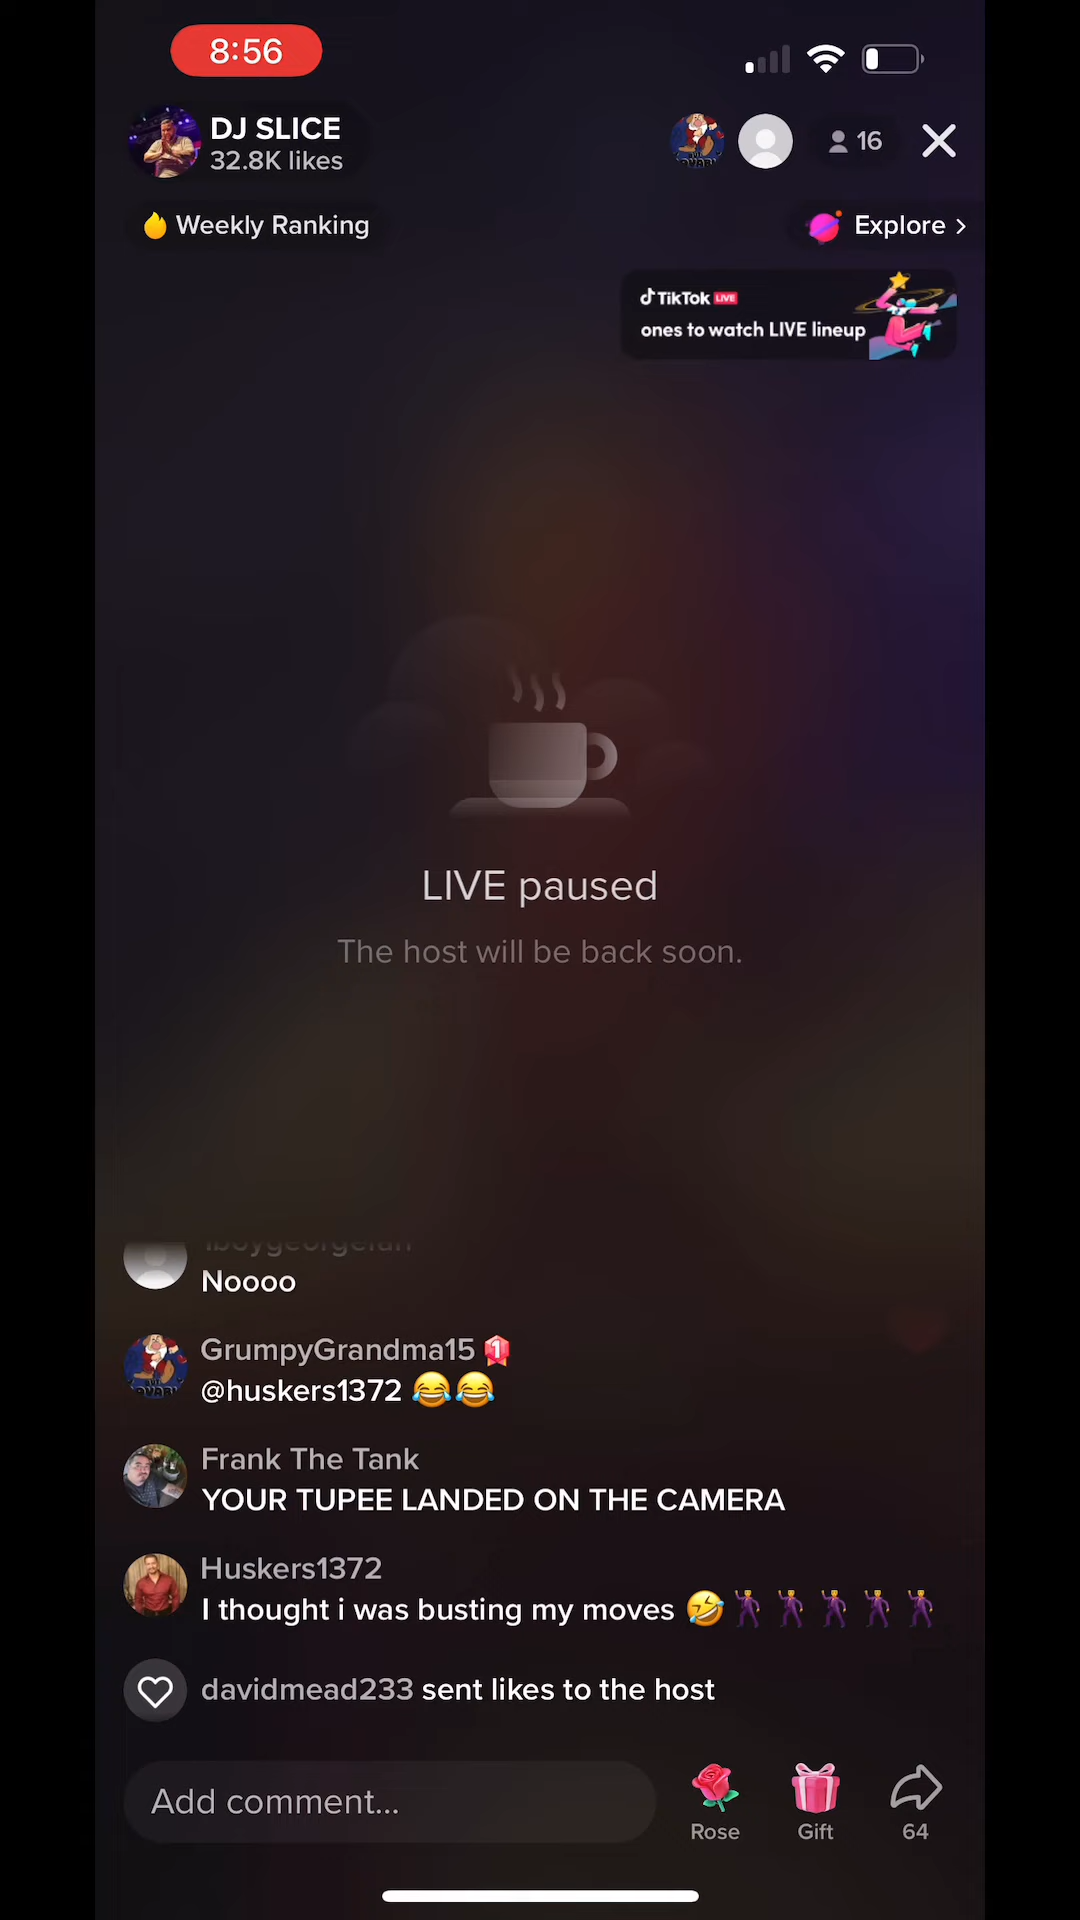 8:56
DJ SLICE
32.8K likes
16
Weekly Ranking
Explore >
TikTok LIVE
ones to watch LIVE lineup
LIVE paused
The host will be back soon.
Noooo
GrumpyGrandma15 1
@huskers1372 😂😂
Frank The Tank
YOUR TUPEE LANDED ON THE CAMERA
Huskers1372
I thought i was busting my moves 🤣🕺🕺🕺🕺🕺
davidmead233 sent likes to the host
Add comment...
Rose
Gift
64